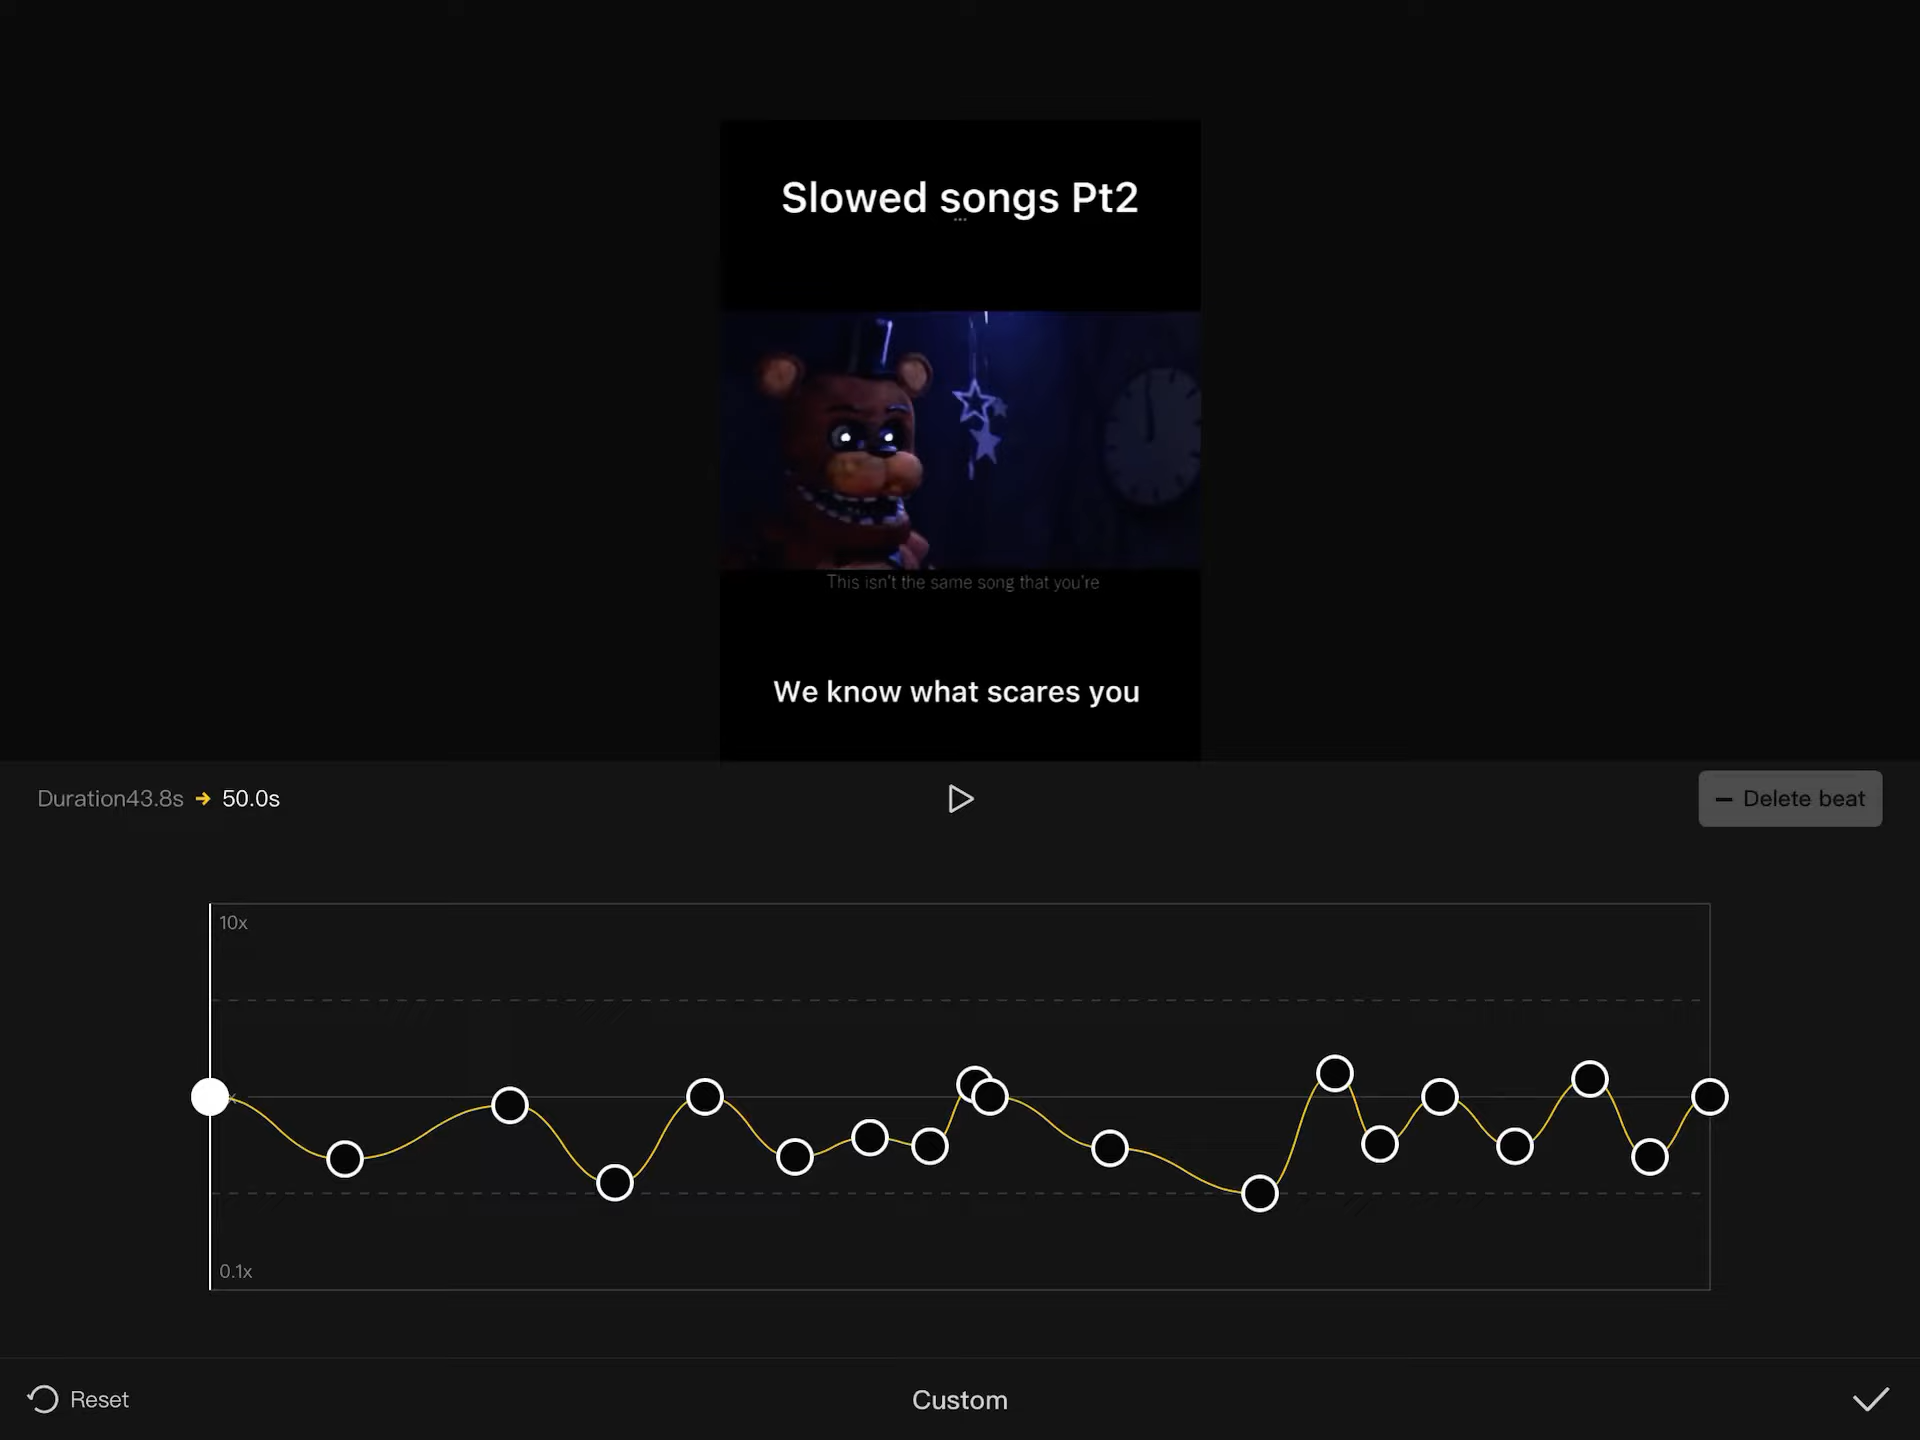 Slowed songs Pt2
This isn't the same song that you're
We know what scares you
Duration43.8s → 50.0s
– Delete beat
10x
0.1x
Reset
Custom